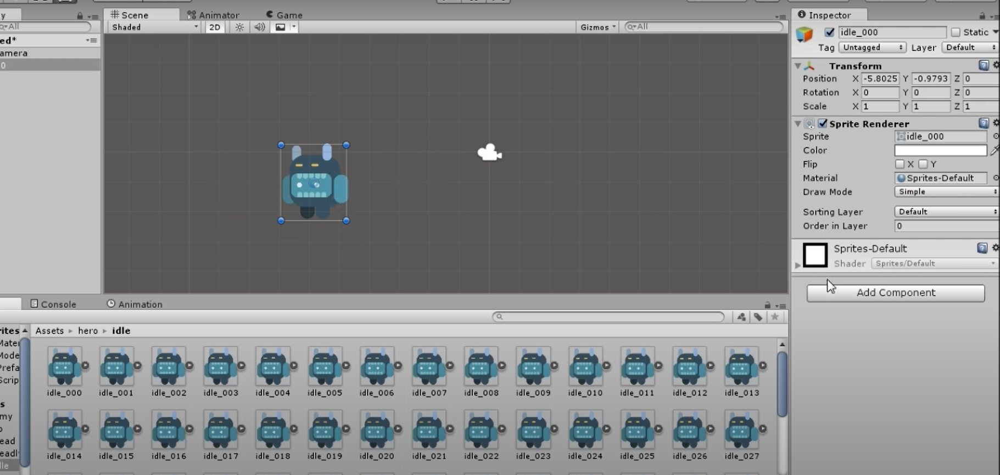 y
Scene
Animator
Game
Inspector
All
Shaded
2D
Gizmos
All
idle_000
Static
ed*
Tag Untagged Layer Default
amera
0
Transform
Position X -5.8025 Y -0.9793 Z 0
Rotation X 0 Y 0 Z 0
Scale X 1 Y 1 Z 1
Sprite Renderer
Sprite idle_000
Color
Flip X Y
Material Sprites-Default
Draw Mode Simple
Sorting Layer Default
Order in Layer 0
Sprites-Default
Shader Sprites/Default
Add Component
Console
Animation
rites
Assets hero idle
Mater
Mode
Prefa
Scrip
s
my
o
ead
eadl
lle
idle_000 idle_001 idle_002 idle_003 idle_004 idle_005 idle_006 idle_007 idle_008 idle_009 idle_010 idle_011 idle_012 idle_013
idle_014 idle_015 idle_016 idle_017 idle_018 idle_019 idle_020 idle_021 idle_022 idle_023 idle_024 idle_025 idle_026 idle_027